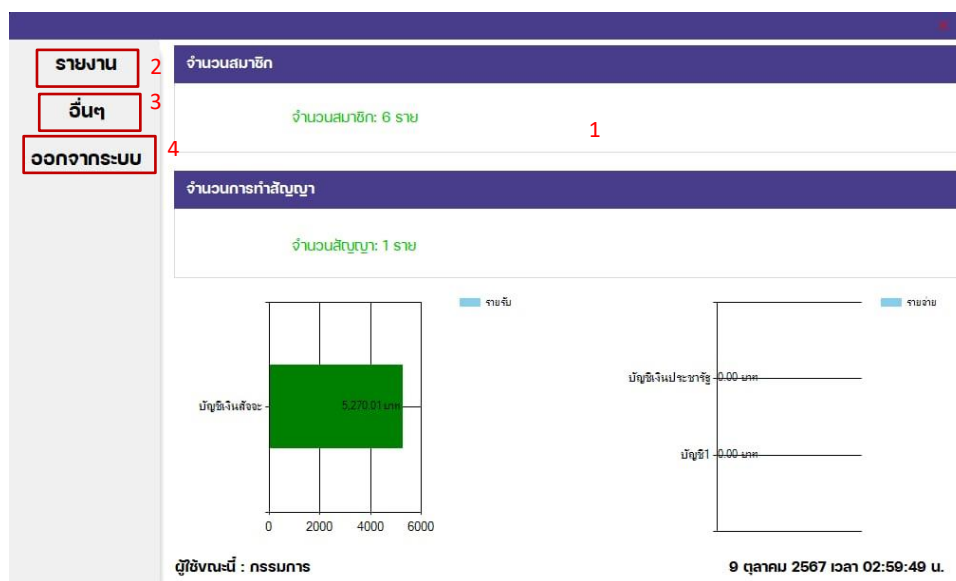 รายงาน 2
อื่นๆ 3
ออกจากระบบ 4
จำนวนสมาชิก
จำนวนสมาชิก: 6 ราย
1
จำนวนการทำสัญญา
จำนวนสัญญา: 1 ราย
รายรับ
บัญชีเงินสัจจะ
5,270.01 บาท
0 2000 4000 6000
รายจ่าย
บัญชีเงินประชารัฐ 0.00 บาท
บัญชี1 0.00 บาท
ผู้ใช้ขณะนี้ : กรรมการ
9 ตุลาคม 2567 เวลา 02:59:49 น.